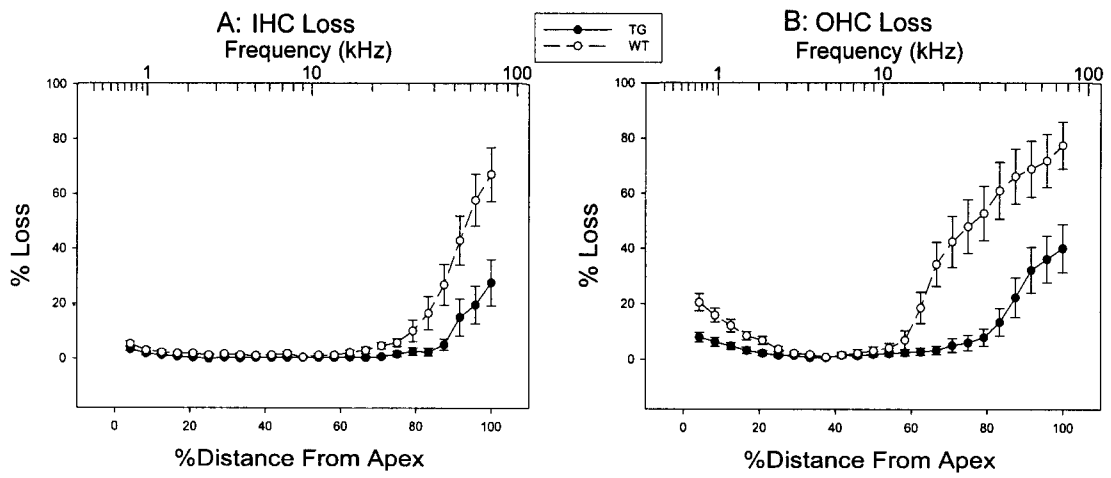 A: IHC Loss
Frequency (kHz)
1 10 100
% Loss
100
80
60
40
20
0
0 20 40 60 80 100
%Distance From Apex
TG
WT
B: OHC Loss
Frequency (kHz)
1 10 100
% Loss
100
80
60
40
20
0
0 20 40 60 80 100
%Distance From Apex